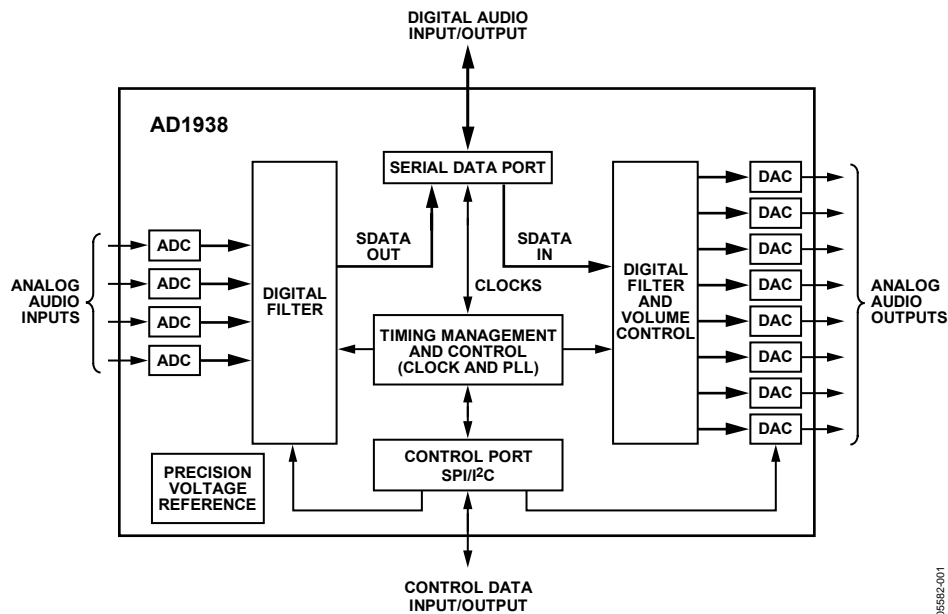 DIGITAL AUDIO
INPUT/OUTPUT
AD1938
SERIAL DATA PORT
SDATA
OUT
SDATA
IN
CLOCKS
ANALOG
AUDIO
INPUTS
ADC
ADC
ADC
ADC
DIGITAL
FILTER
TIMING MANAGEMENT
AND CONTROL
(CLOCK AND PLL)
DIGITAL
FILTER
AND
VOLUME
CONTROL
DAC
DAC
DAC
DAC
DAC
DAC
DAC
DAC
ANALOG
AUDIO
OUTPUTS
PRECISION
VOLTAGE
REFERENCE
CONTROL PORT
SPI/I²C
CONTROL DATA
INPUT/OUTPUT
05582-001